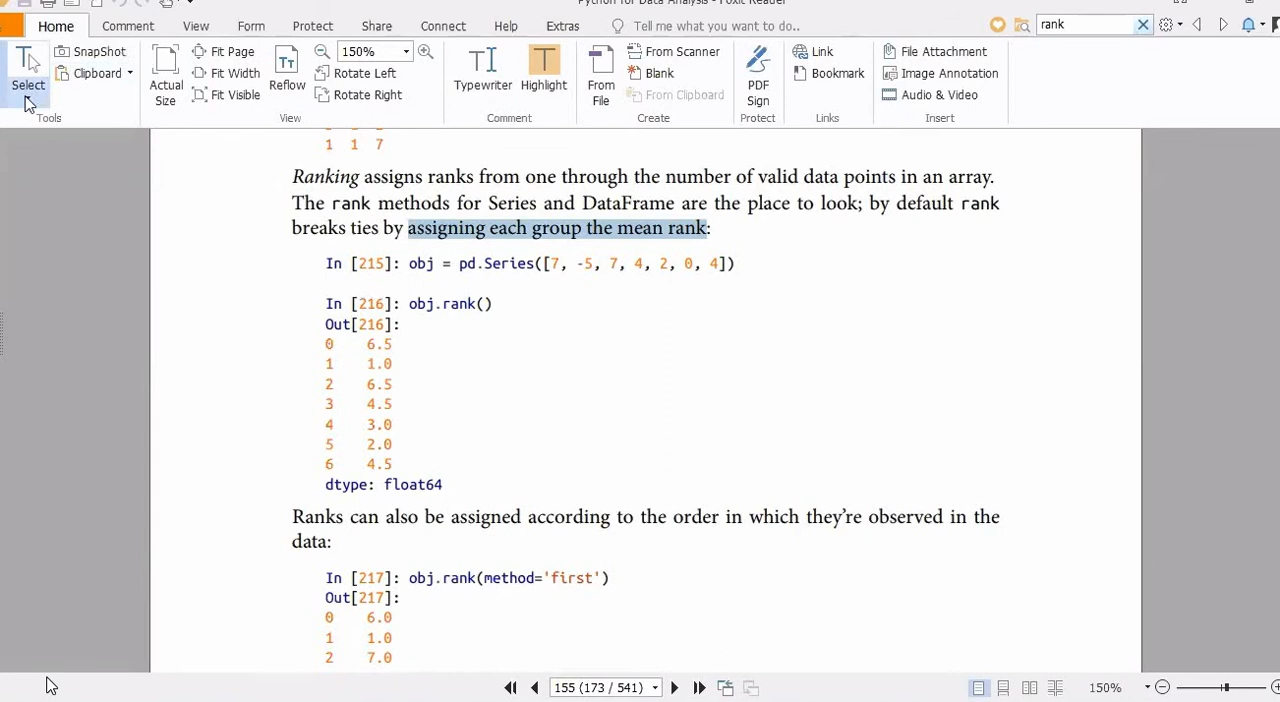 Python for Data Analysis - Foxit Reader
Home Comment View Form Protect Share Connect Help Extras Tell me what you want to do.. rank
Select
SnapShot
Clipboard
Actual Size
Fit Page
Fit Width
Fit Visible
Reflow
150%
Rotate Left
Rotate Right
Typewriter
Highlight
From File
From Scanner
Blank
From Clipboard
PDF Sign
Link
Bookmark
File Attachment
Image Annotation
Audio & Video
Tools View Comment Create Protect Links Insert
1 1 7
Ranking assigns ranks from one through the number of valid data points in an array.
The rank methods for Series and DataFrame are the place to look; by default rank
breaks ties by assigning each group the mean rank:
In [215]: obj = pd.Series([7, -5, 7, 4, 2, 0, 4])
In [216]: obj.rank()
Out[216]:
0 6.5
1 1.0
2 6.5
3 4.5
4 3.0
5 2.0
6 4.5
dtype: float64
Ranks can also be assigned according to the order in which they're observed in the
data:
In [217]: obj.rank(method='first')
Out[217]:
0 6.0
1 1.0
2 7.0
155 (173 / 541) 150%